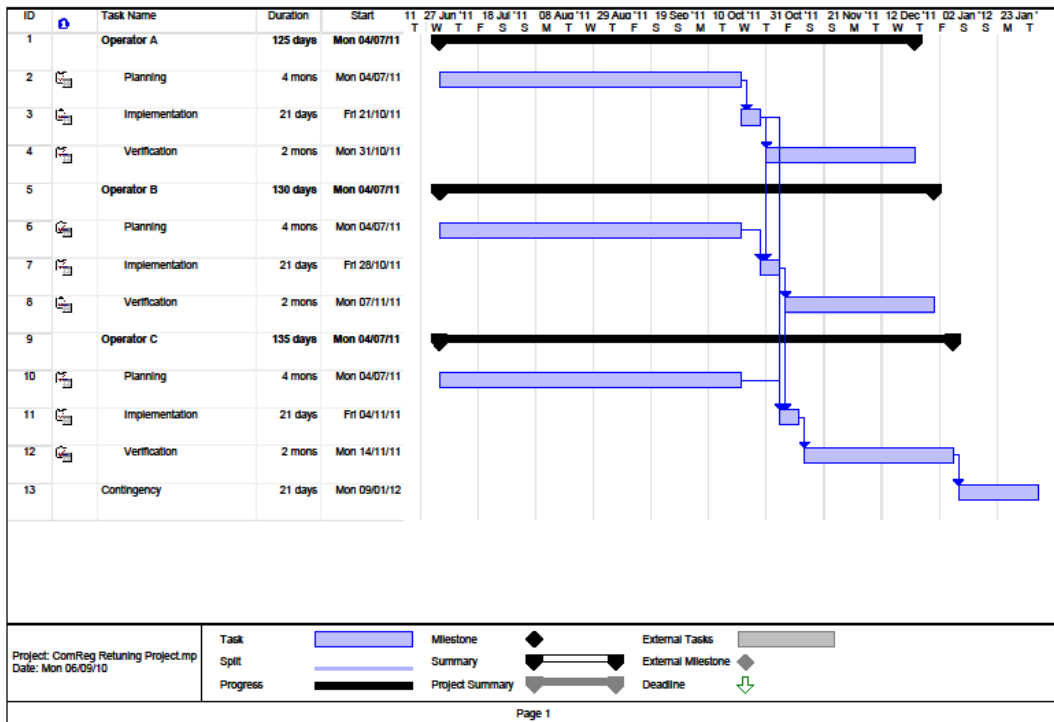 ID Task Name Duration Start 11 27 Jun '11 18 Jul '11 08 Aug '11 29 Aug '11 19 Sep '11 10 Oct '11 31 Oct '11 21 Nov '11 12 Dec '11 02 Jan '12 23 Jan '
T W T F S S M T W T F S S M T W T F S S M T W T F S S M T
1 Operator A 125 days Mon 04/07/11
2 Planning 4 mons Mon 04/07/11
3 Implementation 21 days Fri 21/10/11
4 Verification 2 mons Mon 31/10/11
5 Operator B 130 days Mon 04/07/11
6 Planning 4 mons Mon 04/07/11
7 Implementation 21 days Fri 28/10/11
8 Verification 2 mons Mon 07/11/11
9 Operator C 135 days Mon 04/07/11
10 Planning 4 mons Mon 04/07/11
11 Implementation 21 days Fri 04/11/11
12 Verification 2 mons Mon 14/11/11
13 Contingency 21 days Mon 09/01/12
Project: ComReg Retuning Project.mp
Date: Mon 06/09/10
Task Milestone External Tasks
Split Summary External Milestone
Progress Project Summary Deadline
Page 1